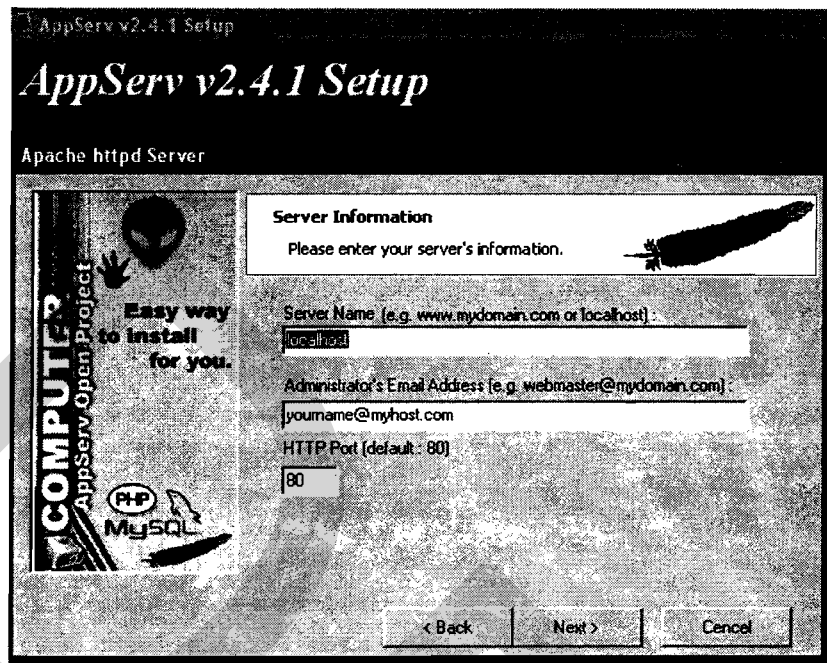 AppServ v2.4.1 Setup
AppServ v2.4.1 Setup
Apache httpd Server
COMPUTER
AppServ Open Project
Easy way
to install
for you.
PHP
MySQL
Server Information
Please enter your server's information.
Server Name (e.g. www.mydomain.com or localhost) :
localhost
Administrator's Email Address (e.g. webmaster@mydomain.com) :
yourname@myhost.com
HTTP Port (default : 80)
80
< Back
Next >
Cencel